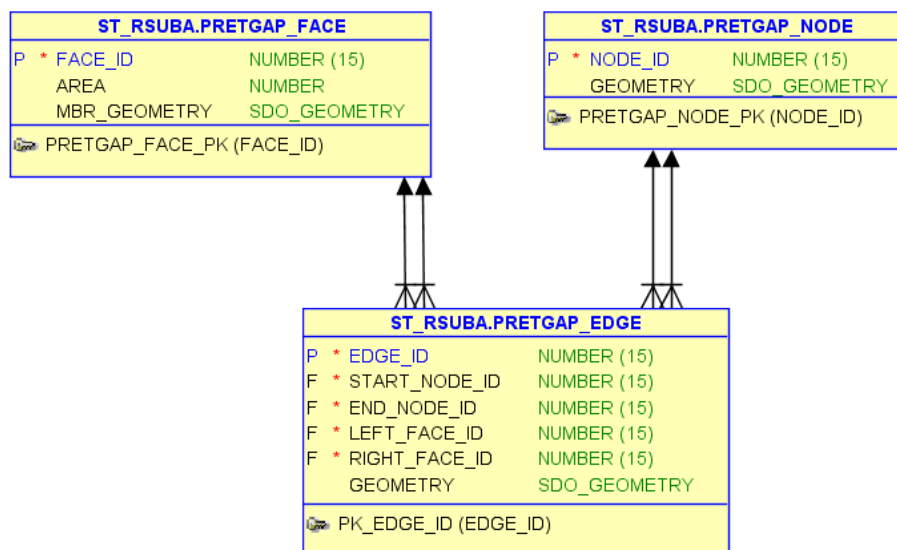 ST_RSUBA.PRETGAP_FACE
P * FACE_ID NUMBER (15)
AREA NUMBER
MBR_GEOMETRY SDO_GEOMETRY
PRETGAP_FACE_PK (FACE_ID)
ST_RSUBA.PRETGAP_NODE
P * NODE_ID NUMBER (15)
GEOMETRY SDO_GEOMETRY
PRETGAP_NODE_PK (NODE_ID)
ST_RSUBA.PRETGAP_EDGE
P * EDGE_ID NUMBER (15)
F * START_NODE_ID NUMBER (15)
F * END_NODE_ID NUMBER (15)
F * LEFT_FACE_ID NUMBER (15)
F * RIGHT_FACE_ID NUMBER (15)
GEOMETRY SDO_GEOMETRY
PK_EDGE_ID (EDGE_ID)